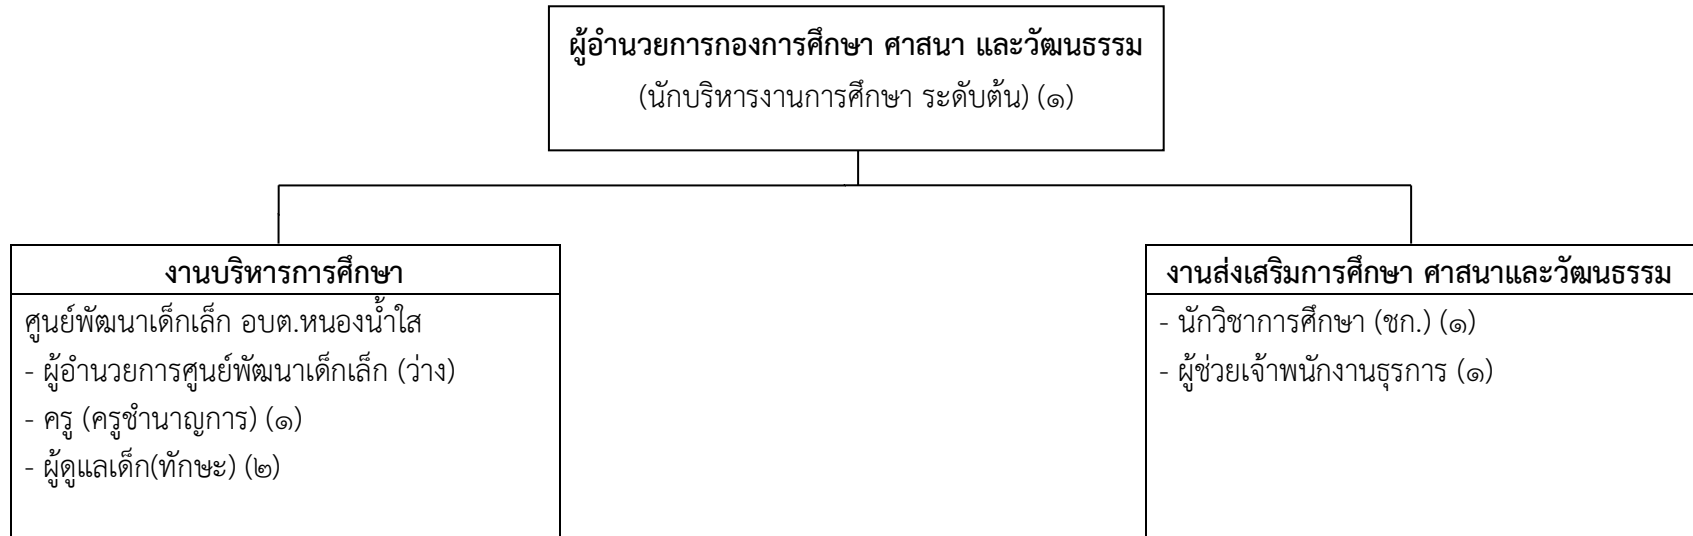 ผู้อำนวยการกองการศึกษา ศาสนา และวัฒนธรรม
(นักบริหารงานการศึกษา ระดับต้น) (๑)
งานบริหารการศึกษา
ศูนย์พัฒนาเด็กเล็ก อบต.หนองน้ำใส
- ผู้อำนวยการศูนย์พัฒนาเด็กเล็ก (ว่าง)
- ครู (ครูชำนาญการ) (๑)
- ผู้ดูแลเด็ก(ทักษะ) (๒)
งานส่งเสริมการศึกษา ศาสนาและวัฒนธรรม
- นักวิชาการศึกษา (ชก.) (๑)
- ผู้ช่วยเจ้าพนักงานธุรการ (๑)